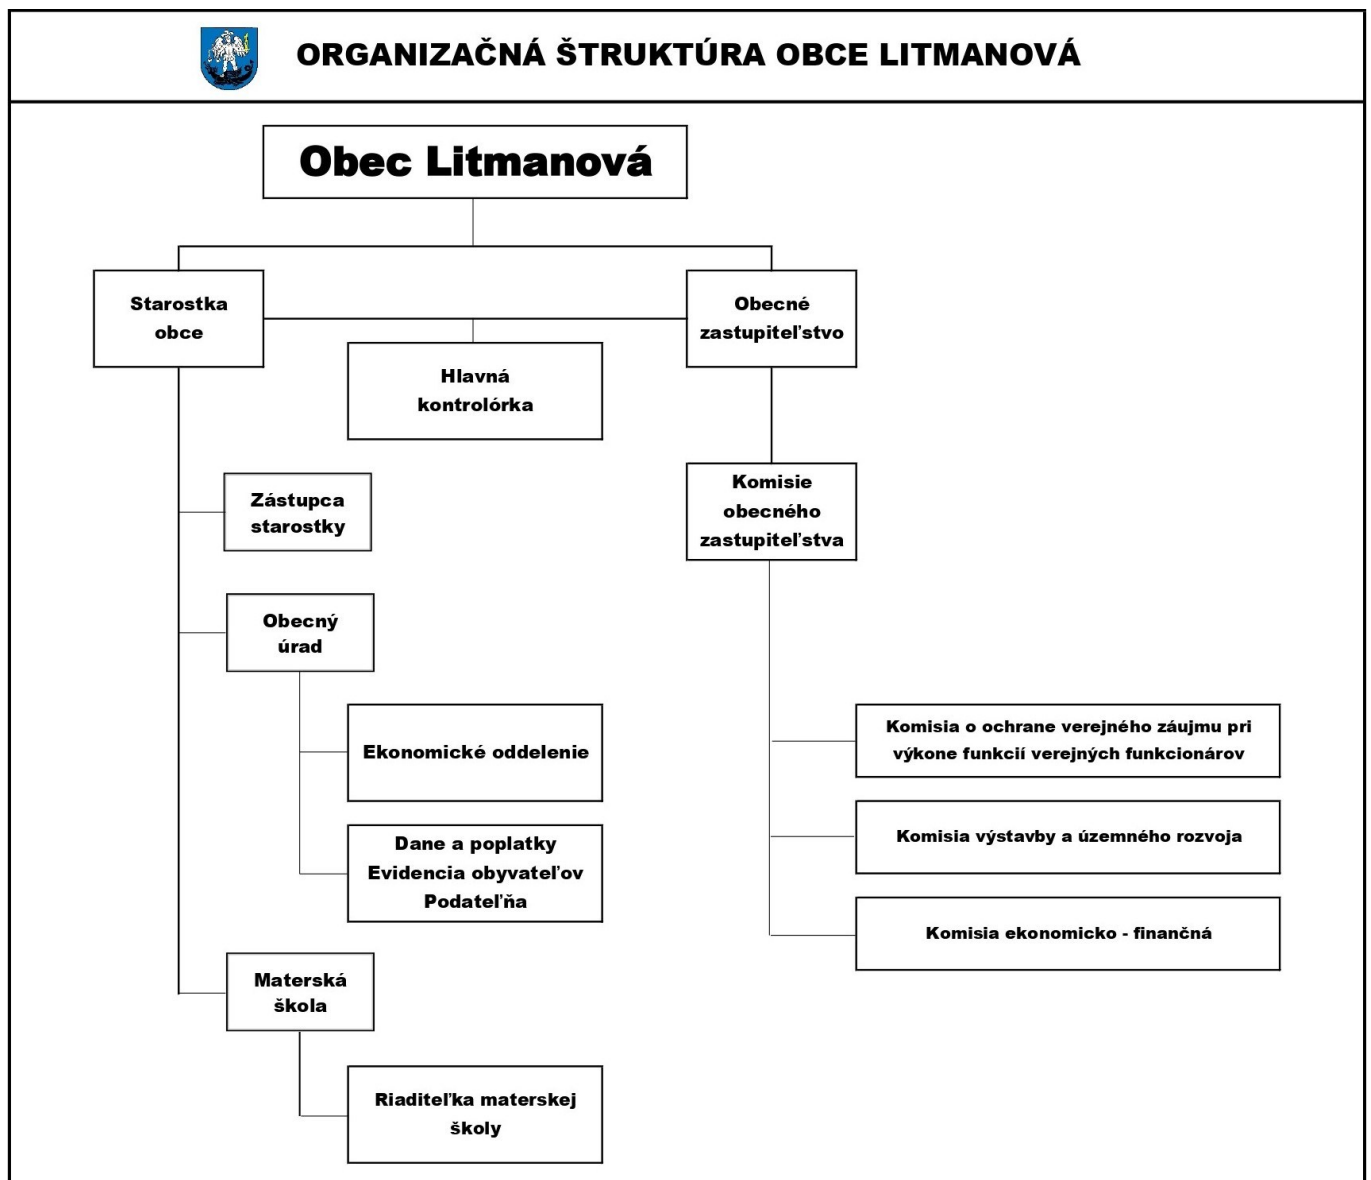 ORGANIZAČNÁ ŠTRUKTÚRA OBCE LITMANOVÁ
Obec Litmanová
Starostka
obce
Obecné
zastupiteľstvo
Hlavná
kontrolórka
Zástupca
starostky
Komisie
obecného
zastupiteľstva
Obecný
úrad
Ekonomické oddelenie
Dane a poplatky
Evidencia obyvateľov
Podateľňa
Komisia o ochrane verejného záujmu pri
výkone funkcií verejných funkcionárov
Komisia výstavby a územného rozvoja
Komisia ekonomicko - finančná
Materská
škola
Riaditeľka materskej
školy